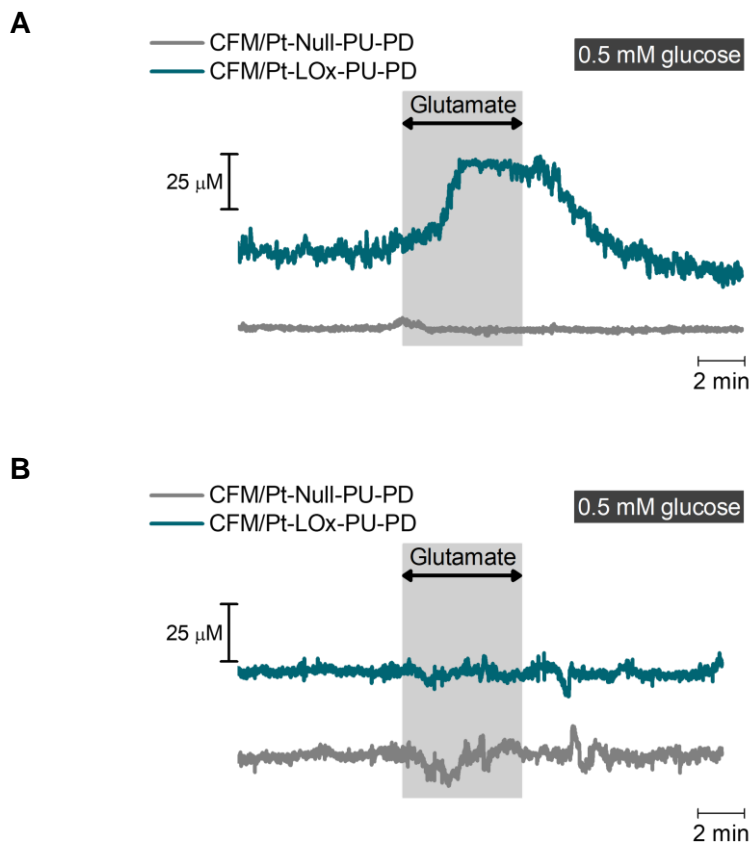 A
CFM/Pt-Null-PU-PD
CFM/Pt-LOx-PU-PD
0.5 mM glucose
Glutamate
25 μM
2 min
B
CFM/Pt-Null-PU-PD
CFM/Pt-LOx-PU-PD
0.5 mM glucose
Glutamate
25 μM
2 min